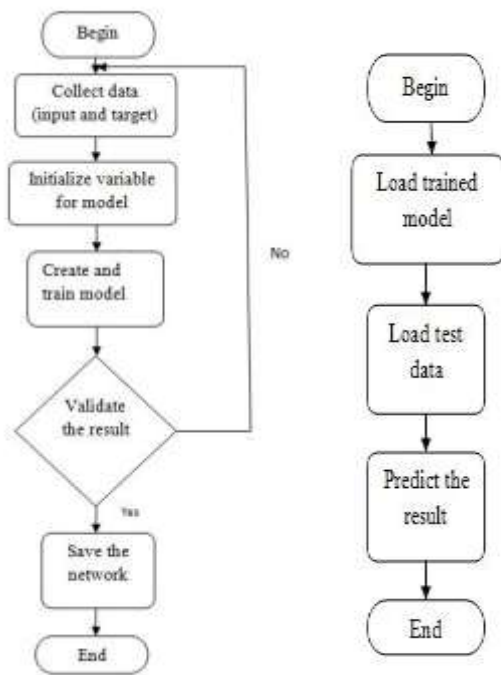 Begin
Collect data
(input and target)
Initialize variable
for model
Create and
train model
No
Validate
the result
Yes
Save the
network
End
Begin
Load trained
model
Load test
data
Predict the
result
End